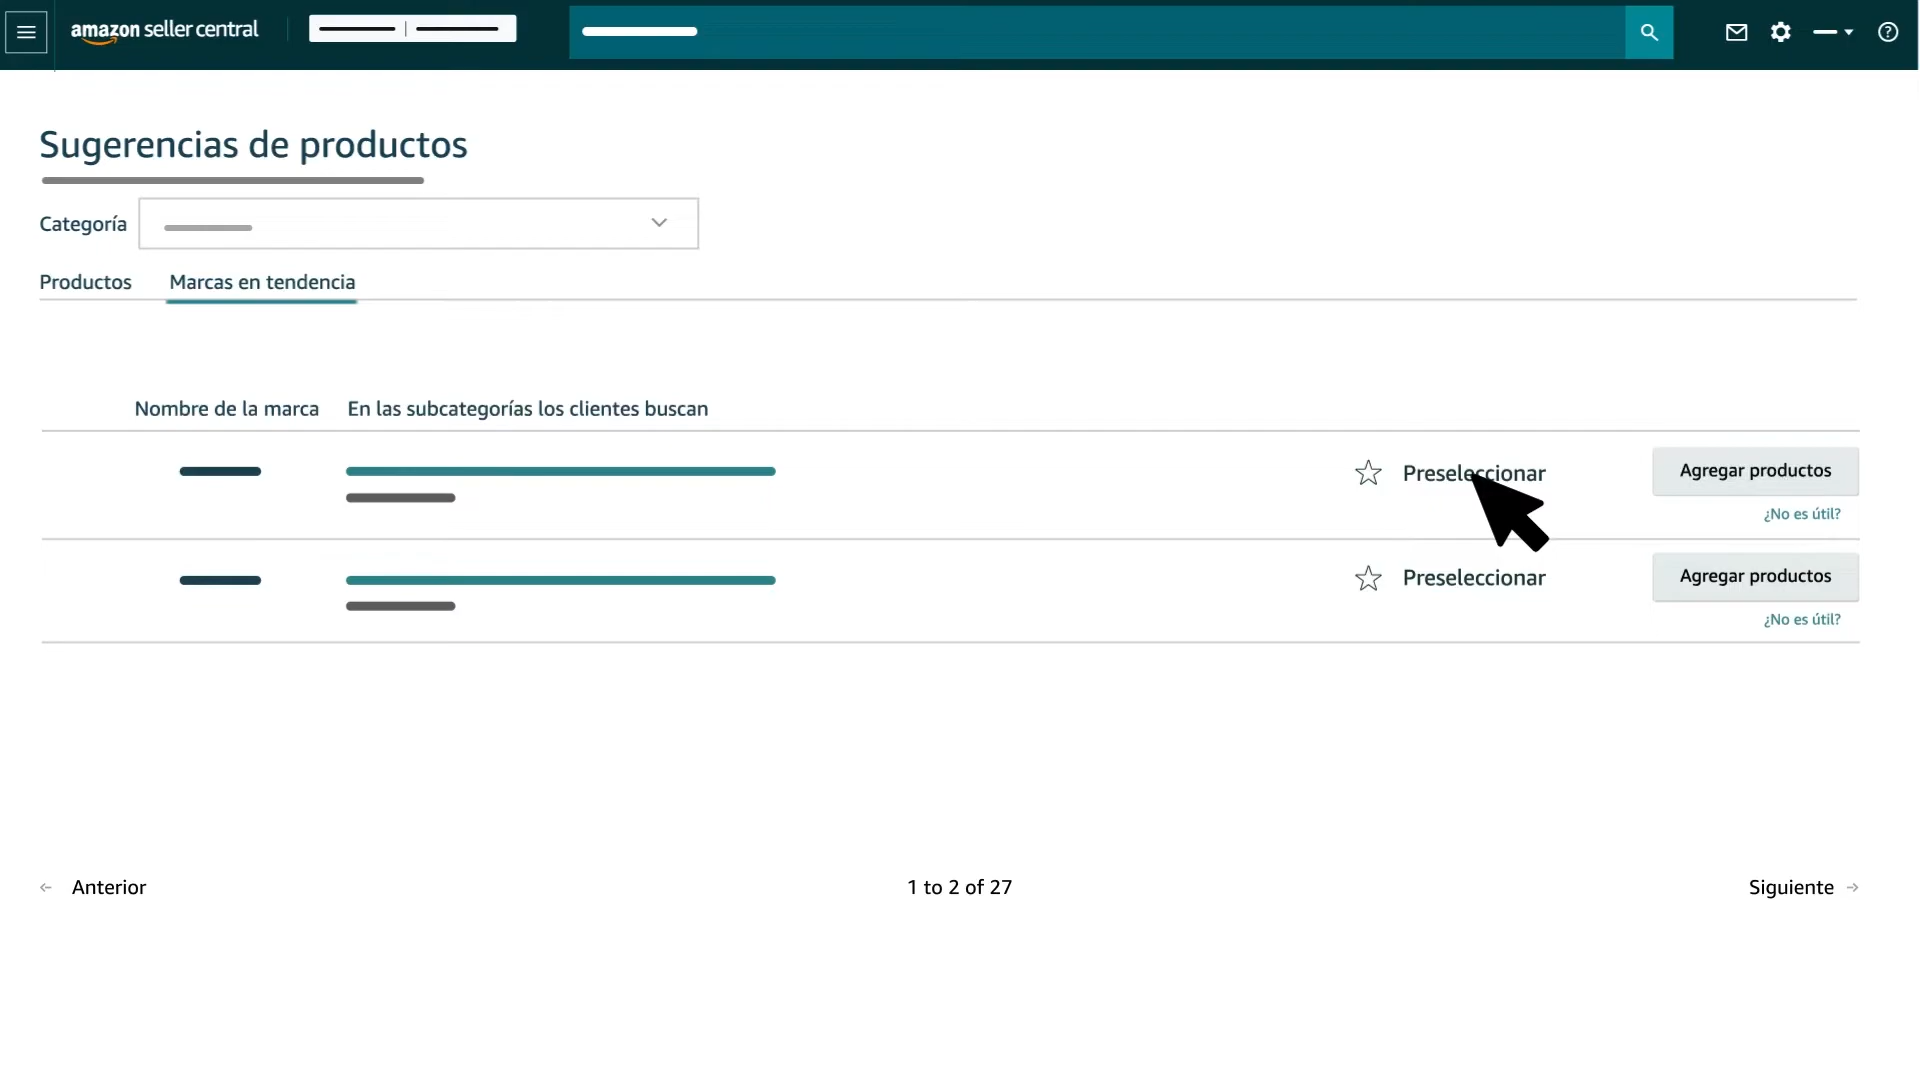 amazon seller central
Sugerencias de productos
Categoría
Productos Marcas en tendencia
Nombre de la marca En las subcategorías los clientes buscan
Preseleccionar Agregar productos
¿No es útil?
Preseleccionar Agregar productos
¿No es útil?
Anterior 1 to 2 of 27 Siguiente